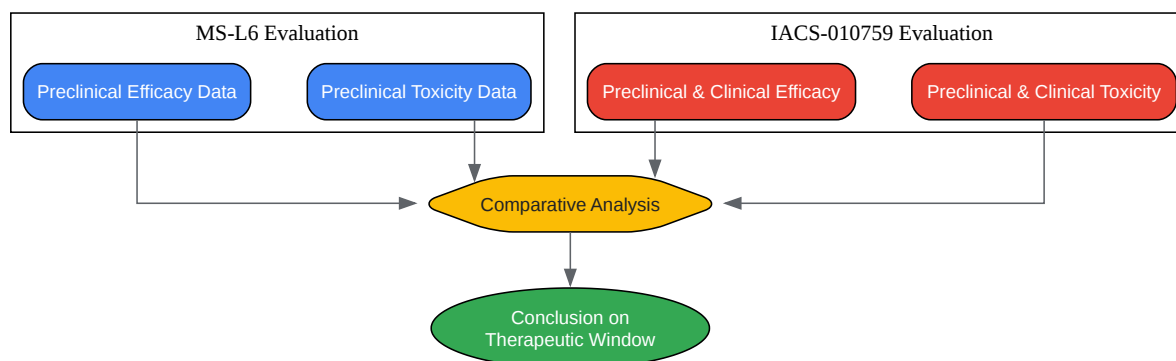 MS-L6 Evaluation
IACS-010759 Evaluation
Preclinical Efficacy Data
Preclinical Toxicity Data
Preclinical & Clinical Efficacy
Preclinical & Clinical Toxicity
Comparative Analysis
Conclusion on
Therapeutic Window